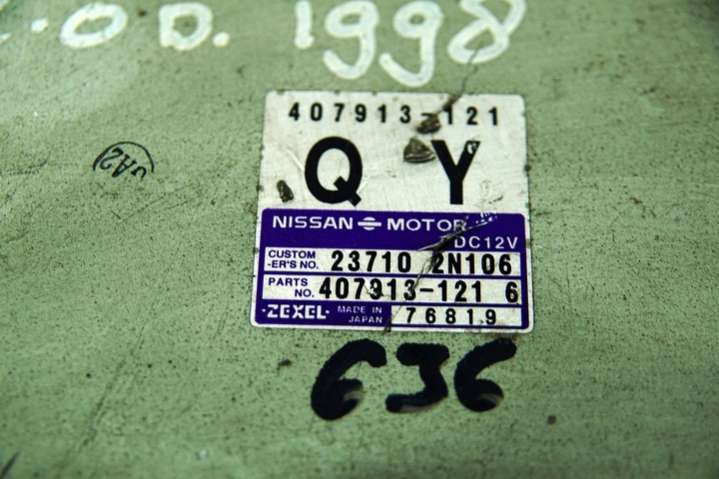 .O D. 1998
407913-121
Q Y
NISSAN MOTOR
DC12V
CUSTOM
-ER'S NO. 23710 2N106
PARTS
NO. 407913-121 6
·ZEXEL· MADE IN
JAPAN 76819
JA2
636